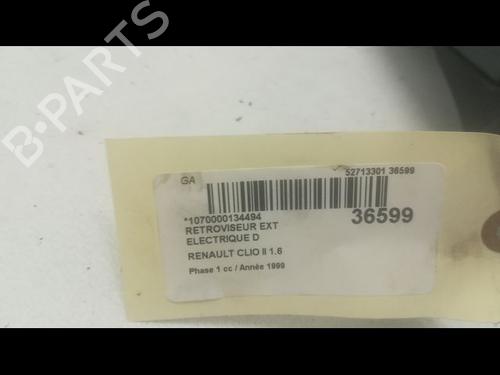 B-PARTS
GA
52713301 36599
*1070000134494
36599
RETROVISEUR EXT
ELECTRIQUE D
RENAULT CLIO II 1.6
Phase 1 cc / Année 1999